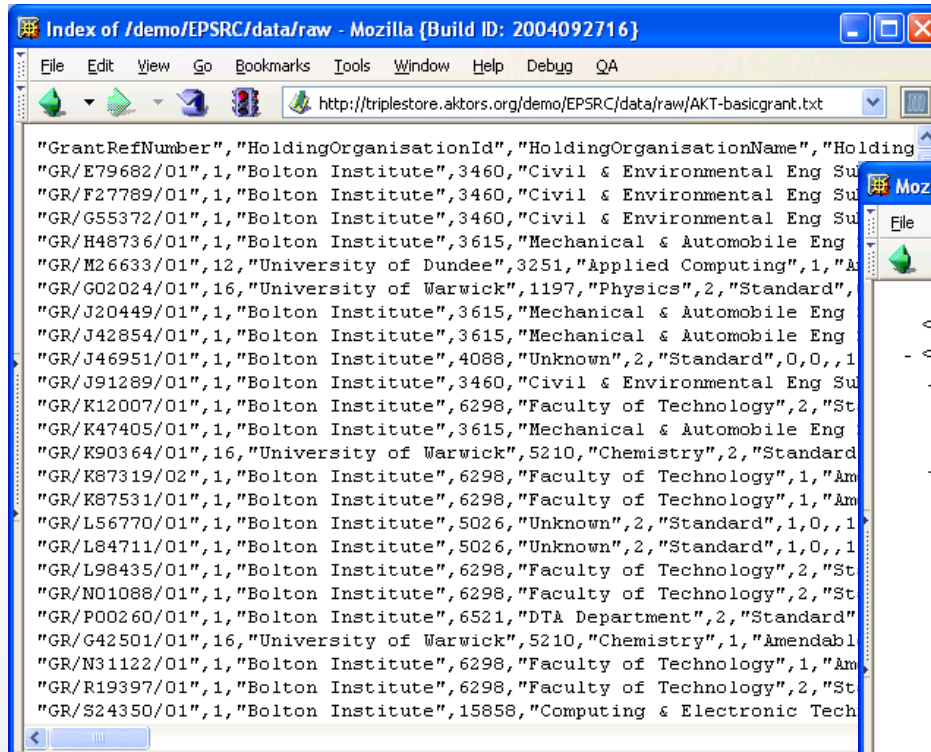 Index of /demo/EPSRC/data/raw - Mozilla {Build ID: 2004092716}
File Edit View Go Bookmarks Tools Window Help Debug QA
http://triplestore.aktors.org/demo/EPSRC/data/raw/AKT-basicgrant.txt
"GrantRefNumber","HoldingOrganisationId","HoldingOrganisationName","Holding
"GR/E79682/01",1,"Bolton Institute",3460,"Civil & Environmental Eng Su
"GR/F27789/01",1,"Bolton Institute",3460,"Civil & Environmental Eng Su
"GR/G55372/01",1,"Bolton Institute",3460,"Civil & Environmental Eng Su
"GR/H48736/01",1,"Bolton Institute",3615,"Mechanical & Automobile Eng
"GR/M26633/01",12,"University of Dundee",3251,"Applied Computing",1,"A
"GR/G02024/01",16,"University of Warwick",1197,"Physics",2,"Standard",
"GR/J20449/01",1,"Bolton Institute",3615,"Mechanical & Automobile Eng
"GR/J42854/01",1,"Bolton Institute",3615,"Mechanical & Automobile Eng
"GR/J46951/01",1,"Bolton Institute",4088,"Unknown",2,"Standard",0,0,,1
"GR/J91289/01",1,"Bolton Institute",3460,"Civil & Environmental Eng Su
"GR/K12007/01",1,"Bolton Institute",6298,"Faculty of Technology",2,"St
"GR/K47405/01",1,"Bolton Institute",3615,"Mechanical & Automobile Eng
"GR/K90364/01",16,"University of Warwick",5210,"Chemistry",2,"Standard
"GR/K87319/02",1,"Bolton Institute",6298,"Faculty of Technology",1,"Am
"GR/K87531/01",1,"Bolton Institute",6298,"Faculty of Technology",1,"Am
"GR/L56770/01",1,"Bolton Institute",5026,"Unknown",2,"Standard",1,0,,1
"GR/L84711/01",1,"Bolton Institute",5026,"Unknown",2,"Standard",1,0,,1
"GR/L98435/01",1,"Bolton Institute",6298,"Faculty of Technology",2,"St
"GR/N01088/01",1,"Bolton Institute",6298,"Faculty of Technology",2,"St
"GR/P00260/01",1,"Bolton Institute",6521,"DTA Department",2,"Standard"
"GR/G42501/01",16,"University of Warwick",5210,"Chemistry",1,"Amendabl
"GR/N31122/01",1,"Bolton Institute",6298,"Faculty of Technology",1,"Am
"GR/R19397/01",1,"Bolton Institute",6298,"Faculty of Technology",2,"St
"GR/S24350/01",1,"Bolton Institute",15858,"Computing & Electronic Tech
Moz
File